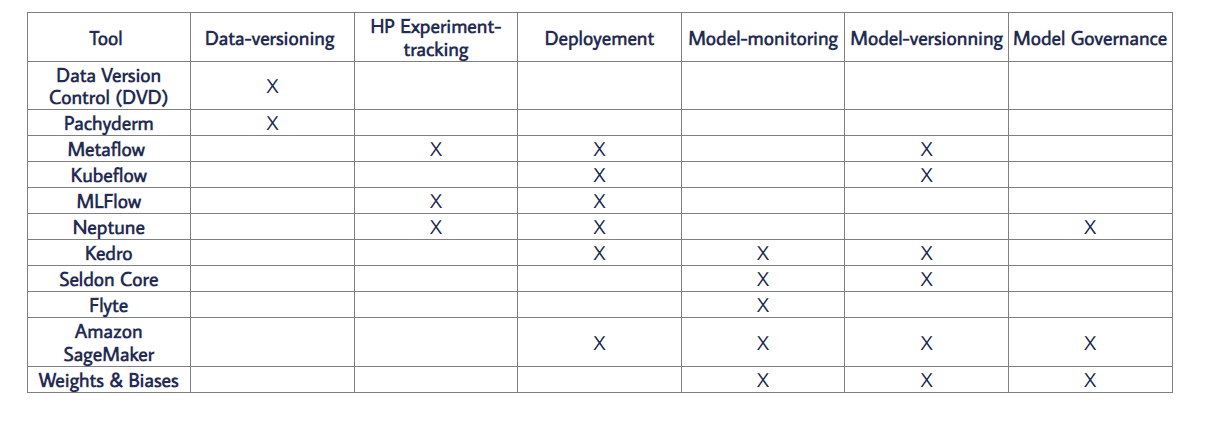 Tool Data-versioning HP Experiment- Deployement Model-monitoring Model-versionning Model Governance
tracking
Data Version
Control (DVD) X
Pachyderm X
Metaflow X X X
Kubeflow X X
MLFlow X X
Neptune X X X
Kedro X X X
Seldon Core X X
Flyte X
Amazon
SageMaker X X X X
Weights & Biases X X X